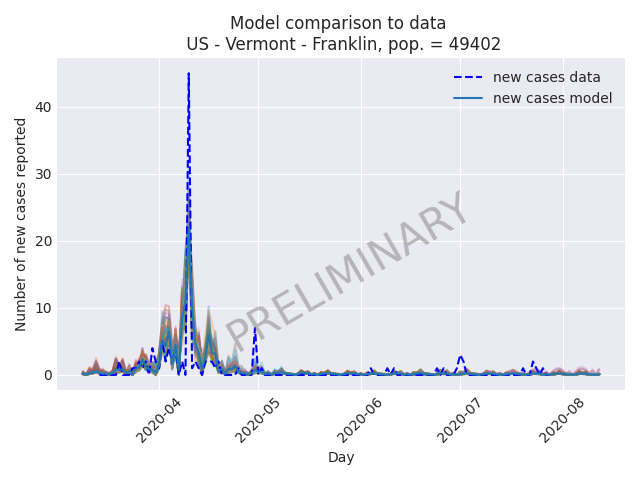 Model comparison to data
US - Vermont - Franklin, pop. = 49402
new cases data
new cases model
Number of new cases reported
40
30
20
10
0
PRELIMINARY
2020-04
2020-05
2020-06
2020-07
2020-08
Day